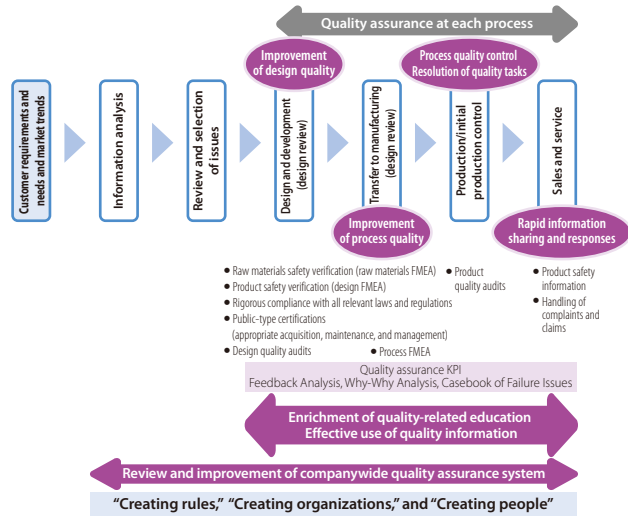 Quality assurance at each process
Improvement
of design quality
Process quality control
Resolution of quality tasks
Customer requirements and
needs and market trends
Information analysis
Review and selection
of issues
Design and development
(design review)
Transfer to manufacturing
(design review)
Production/initial
production control
Sales and service
Improvement
of process quality
Rapid information
sharing and responses
● Raw materials safety verification (raw materials FMEA)
● Product safety verification (design FMEA)
● Rigorous compliance with all relevant laws and regulations
● Public-type certifications
(appropriate acquisition, maintenance, and management)
● Design quality audits
● Process FMEA
● Product
quality audits
● Product safety
information
● Handling of
complaints and
claims
Quality assurance KPI
Feedback Analysis, Why-Why Analysis, Casebook of Failure Issues
Enrichment of quality-related education
Effective use of quality information
Review and improvement of companywide quality assurance system
“Creating rules,” “Creating organizations,” and “Creating people”